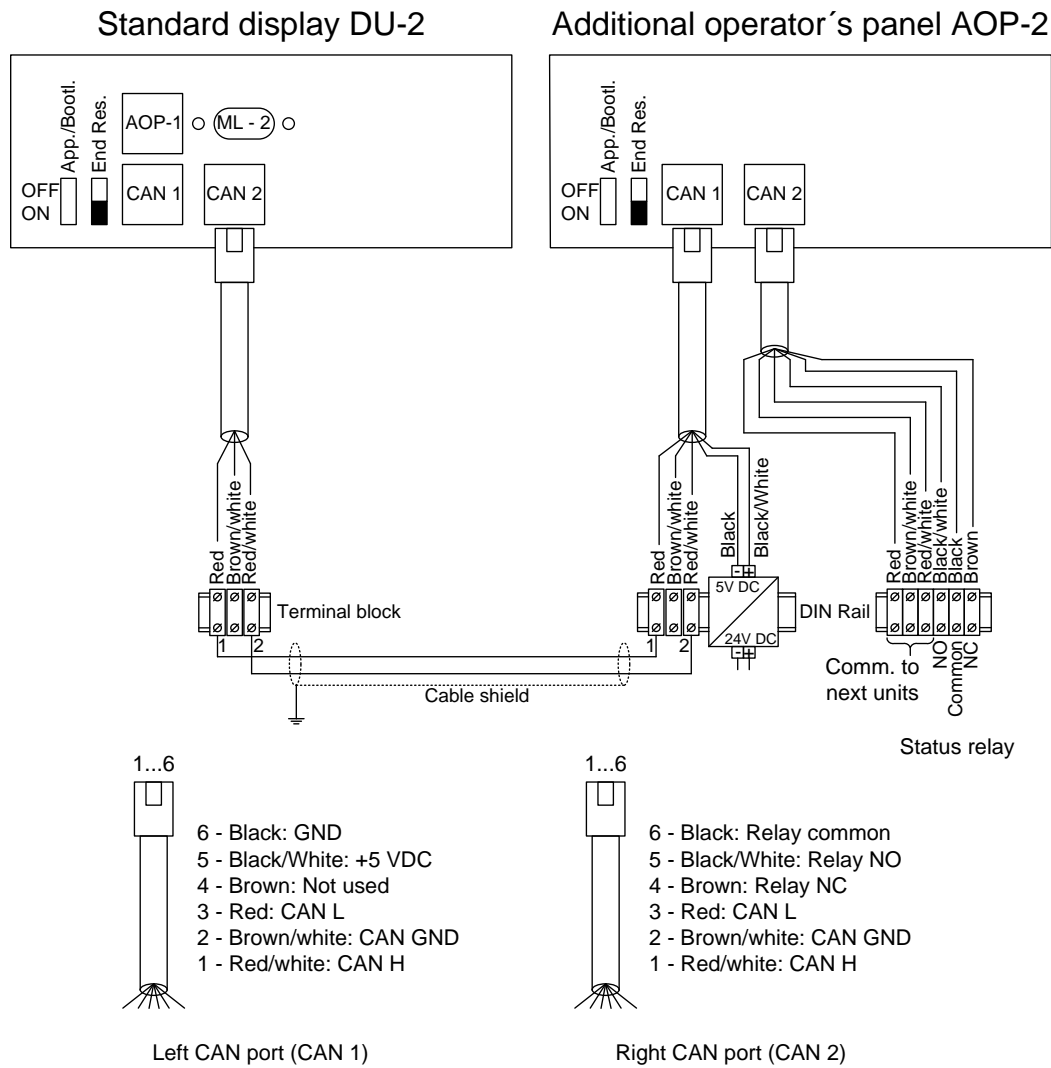 Standard display DU-2
Additional operator´s panel AOP-2
App./Bootl.
End Res.
AOP-1
ML - 2
OFF
ON
CAN 1
CAN 2
App./Bootl.
End Res.
OFF
ON
CAN 1
CAN 2
Red
Brown/white
Red/white
Terminal block
1
2
Red
Brown/white
Red/white
Black
Black/White
- +
5V DC
24V DC
- +
1
2
DIN Rail
Red
Brown/white
Red/white
Black/white
Black
Brown
Comm. to
next units
NO
Common
NC
Status relay
Cable shield
1...6
6 - Black: GND
5 - Black/White: +5 VDC
4 - Brown: Not used
3 - Red: CAN L
2 - Brown/white: CAN GND
1 - Red/white: CAN H
Left CAN port (CAN 1)
1...6
6 - Black: Relay common
5 - Black/White: Relay NO
4 - Brown: Relay NC
3 - Red: CAN L
2 - Brown/white: CAN GND
1 - Red/white: CAN H
Right CAN port (CAN 2)